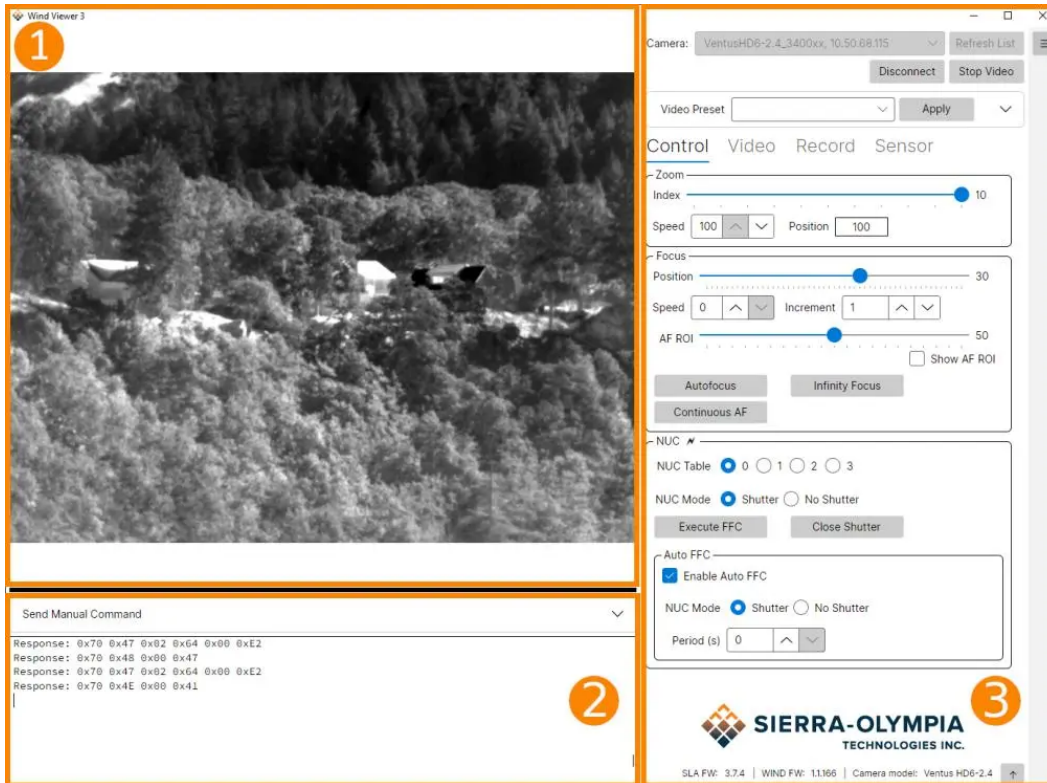 Wind Viewer 3
1
Send Manual Command
Response: 0x70 0x47 0x02 0x64 0x00 0xE2
Response: 0x70 0x48 0x00 0x47
Response: 0x70 0x47 0x02 0x64 0x00 0xE2
Response: 0x70 0x4E 0x00 0x41
2
Camera: VentusHD6-2.4_3400xx, 10.50.68.115 Refresh List
Disconnect Stop Video
Video Preset Apply
Control Video Record Sensor
Zoom
Index 10
Speed 100 Position 100
Focus
Position 30
Speed 0 Increment 1
AF ROI 50
Show AF ROI
Autofocus Infinity Focus
Continuous AF
NUC
NUC Table 0 1 2 3
NUC Mode Shutter No Shutter
Execute FFC Close Shutter
Auto FFC
Enable Auto FFC
NUC Mode Shutter No Shutter
Period (s) 0
3
SIERRA-OLYMPIA
TECHNOLOGIES INC.
SLA FW: 3.7.4 | WIND FW: 1.1.166 | Camera model: Ventus HD6-2.4